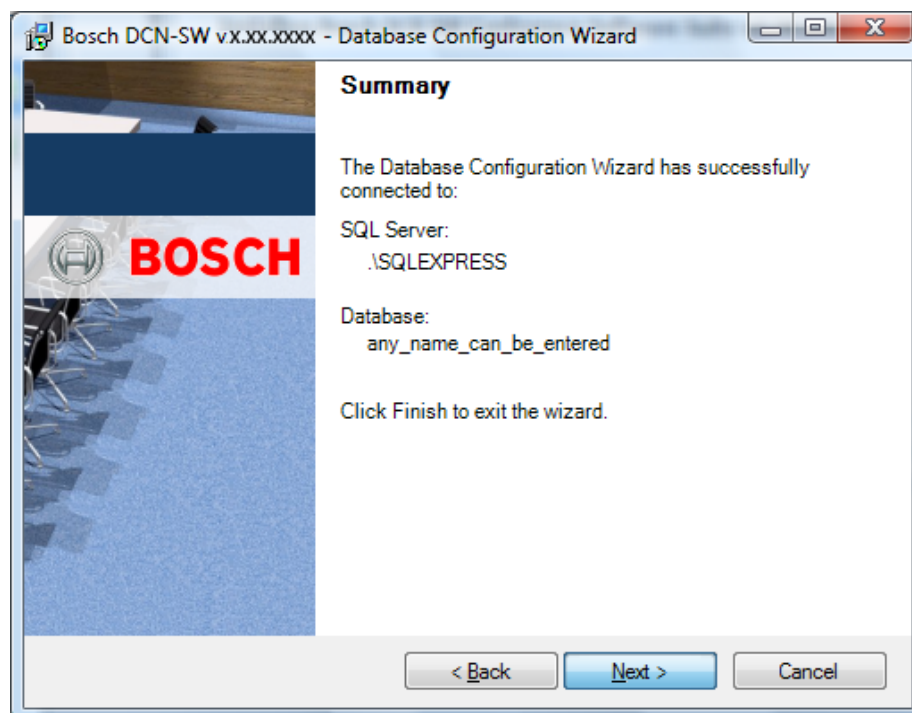 Bosch DCN-SW v.x.xx.xxxx - Database Configuration Wizard
Summary
The Database Configuration Wizard has successfully
connected to:
SQL Server:
.\SQLEXPRESS
BOSCH
Database:
any_name_can_be_entered
Click Finish to exit the wizard.
< Back
Next >
Cancel